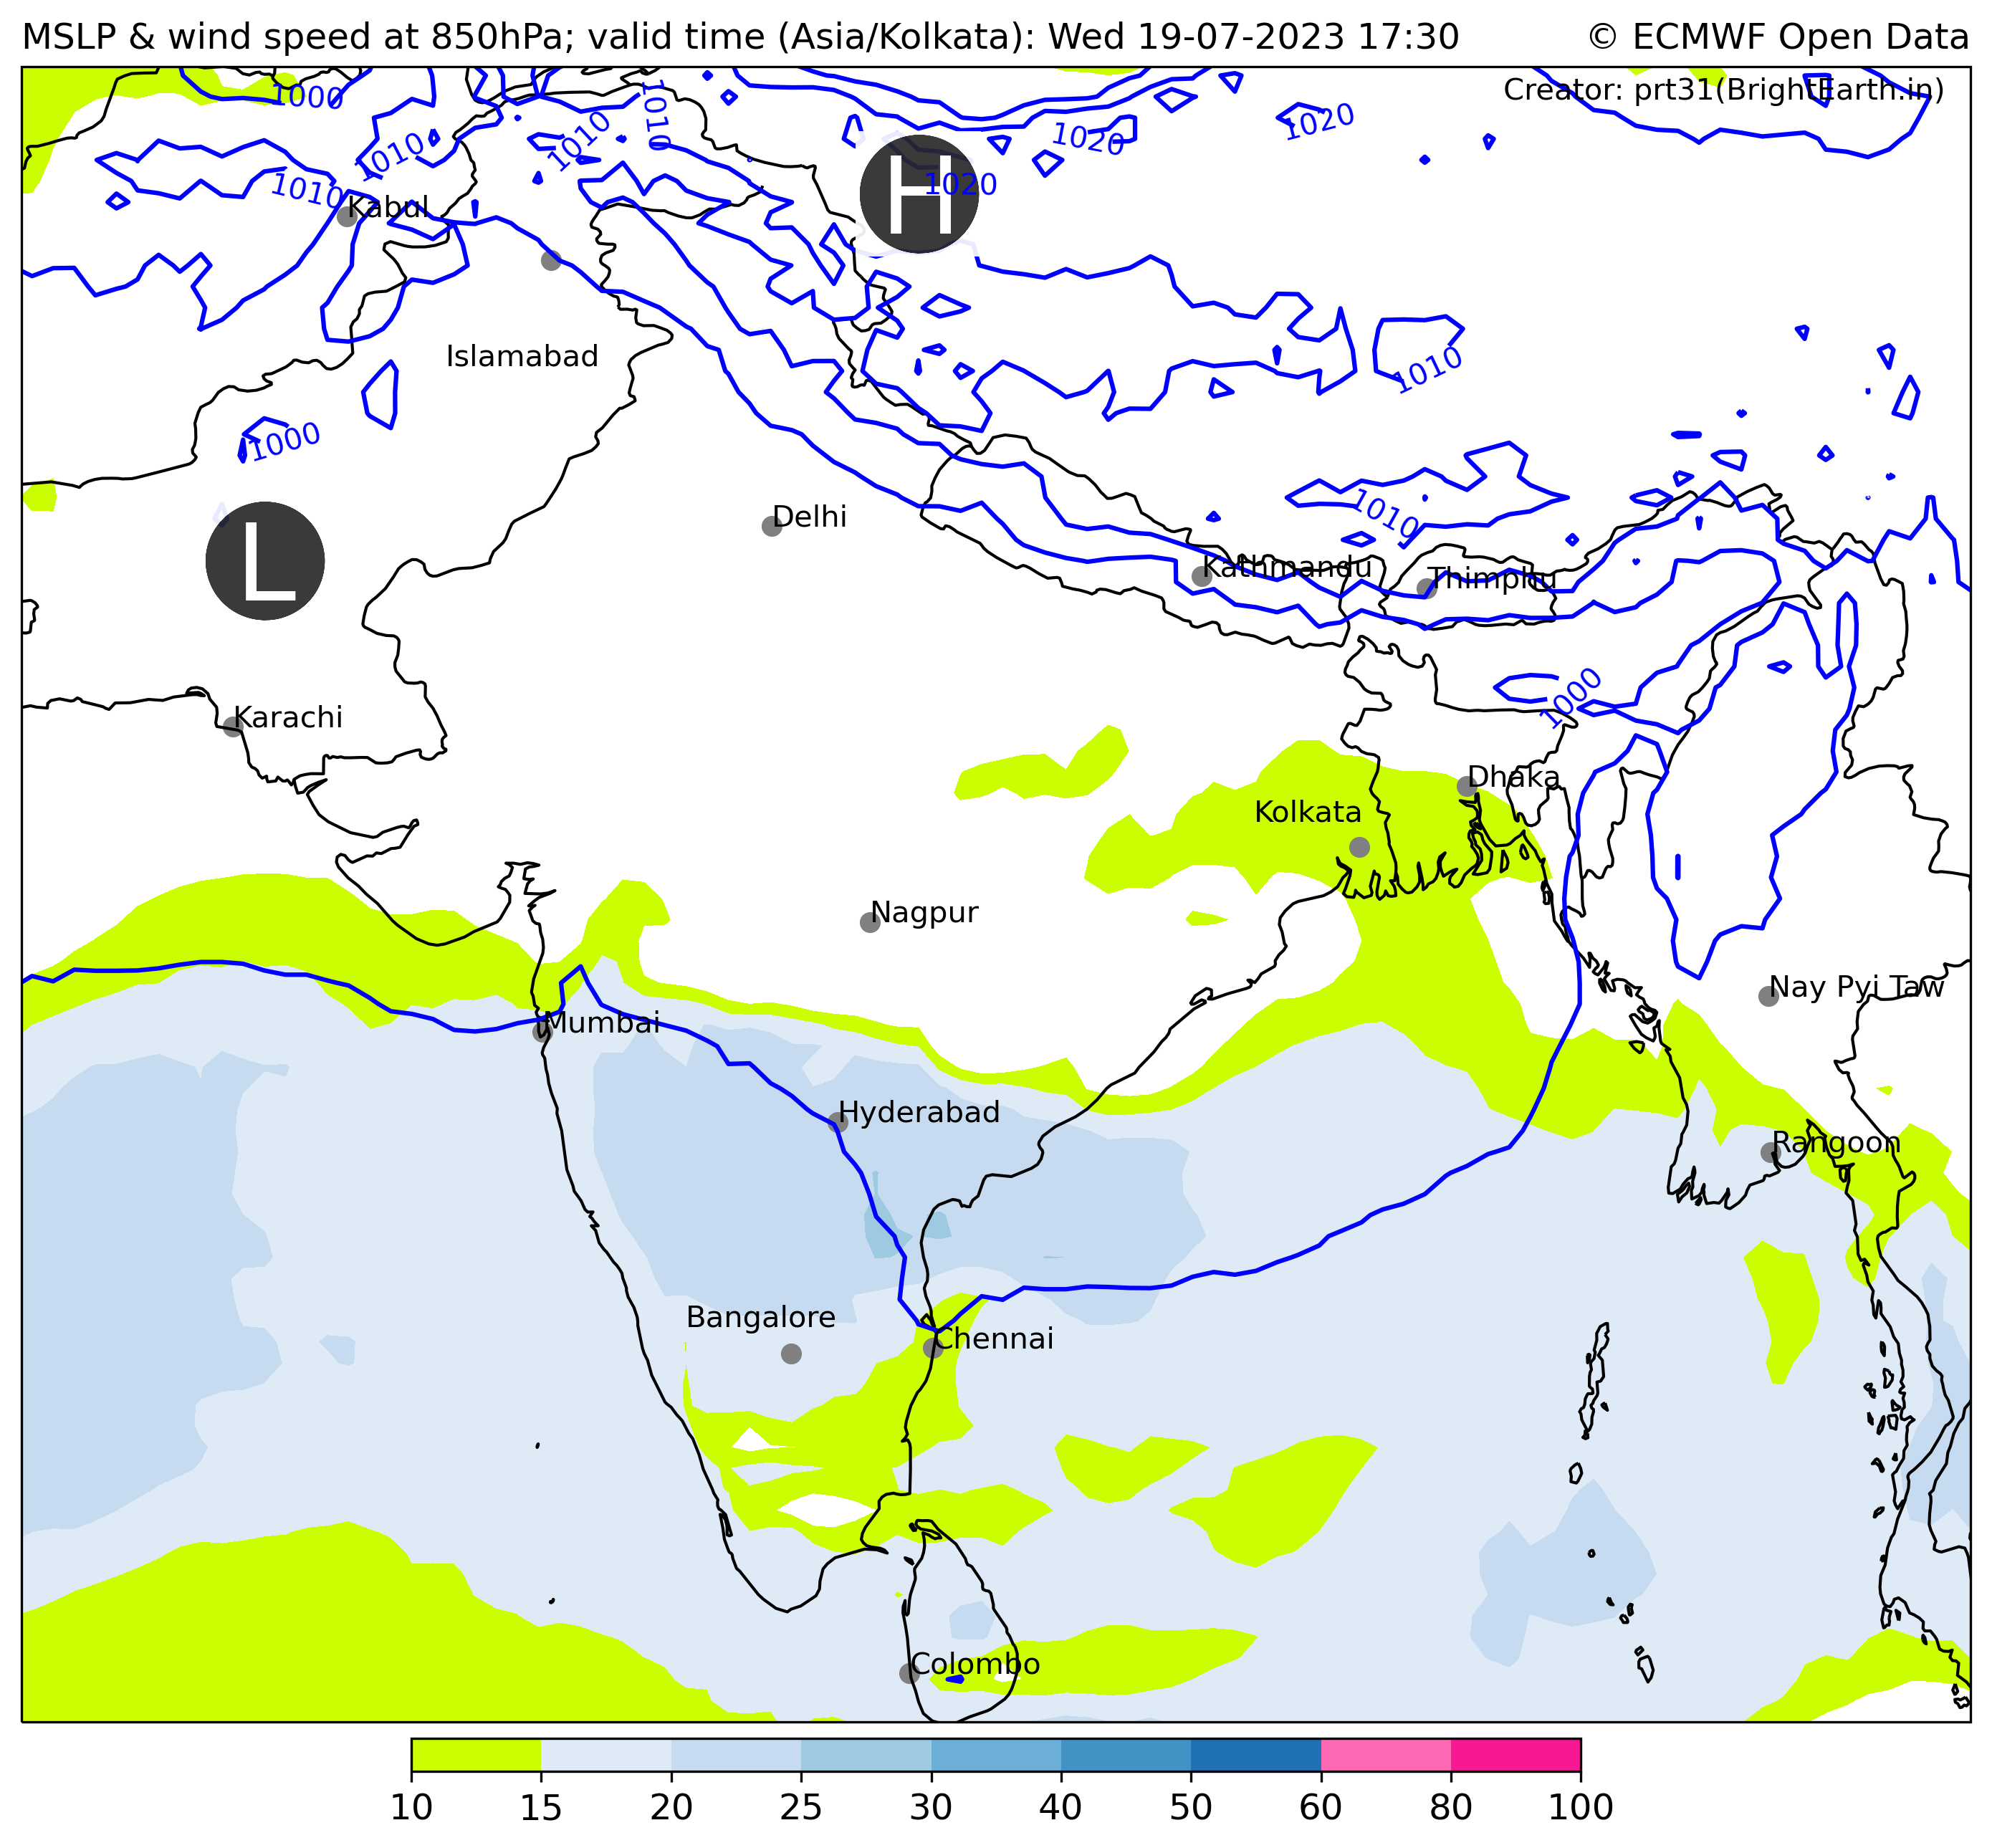 MSLP & wind speed at 850hPa; valid time (Asia/Kolkata): Wed 19-07-2023 17:30
© ECMWF Open Data
Creator: prt31(BrightEarth.in)
1000
1010
1010
1010
1010
1020
1020
H
1020
Kabul
Islamabad
1010
1000
L
Delhi
1010
Kathmandu
Thimphu
1000
Karachi
Dhaka
Kolkata
Nagpur
Nay Pyi Taw
Mumbai
Hyderabad
Rangoon
Bangalore
Chennai
Colombo
10 15 20 25 30 40 50 60 80 100